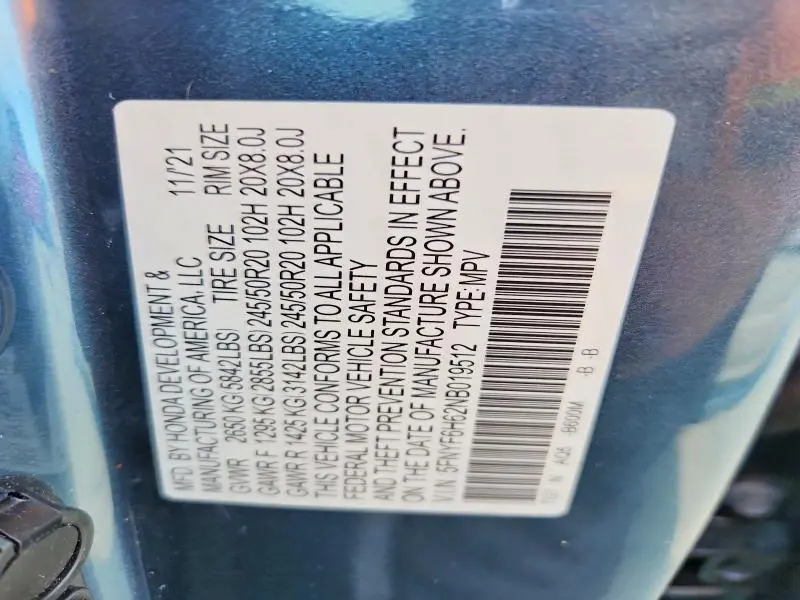 MFD. BY HONDA DEVELOPMENT & 11/21
MANUFACTURING OF AMERICA, LLC
GVWR 2650 KG (5842LBS) TIRE SIZE RIM SIZE
GAWR F 1295 KG (2855LBS) 245/50R20 102H 20X8.0J
GAWR R 1425 KG (3142LBS) 245/50R20 102H 20X8.0J
THIS VEHICLE CONFORMS TO ALL APPLICABLE
FEDERAL MOTOR VEHICLE SAFETY
AND THEFT PREVENTION STANDARDS IN EFFECT
ON THE DATE OF MANUFACTURE SHOWN ABOVE.
V.I.N. 5FNYF6H62NB019512 TYPE:MPV
N -B600M -B -B